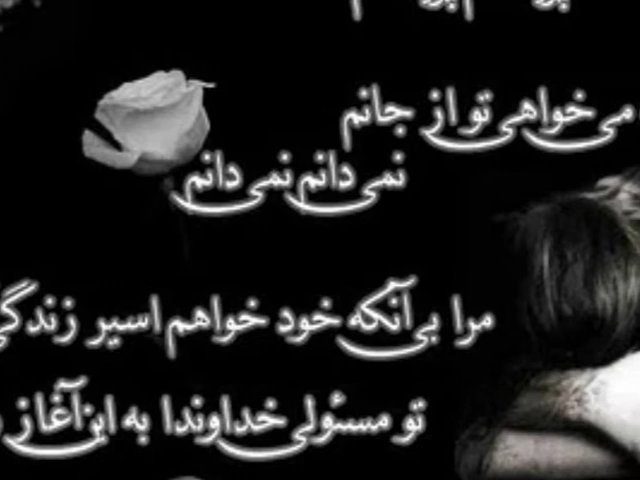 می‌خواهی تو از جانم
نمی‌دانم نمی‌دانم
مرا بی‌آنکه خود خواهم اسیر زندگی
تو مسئولی خداوندا به این آغاز